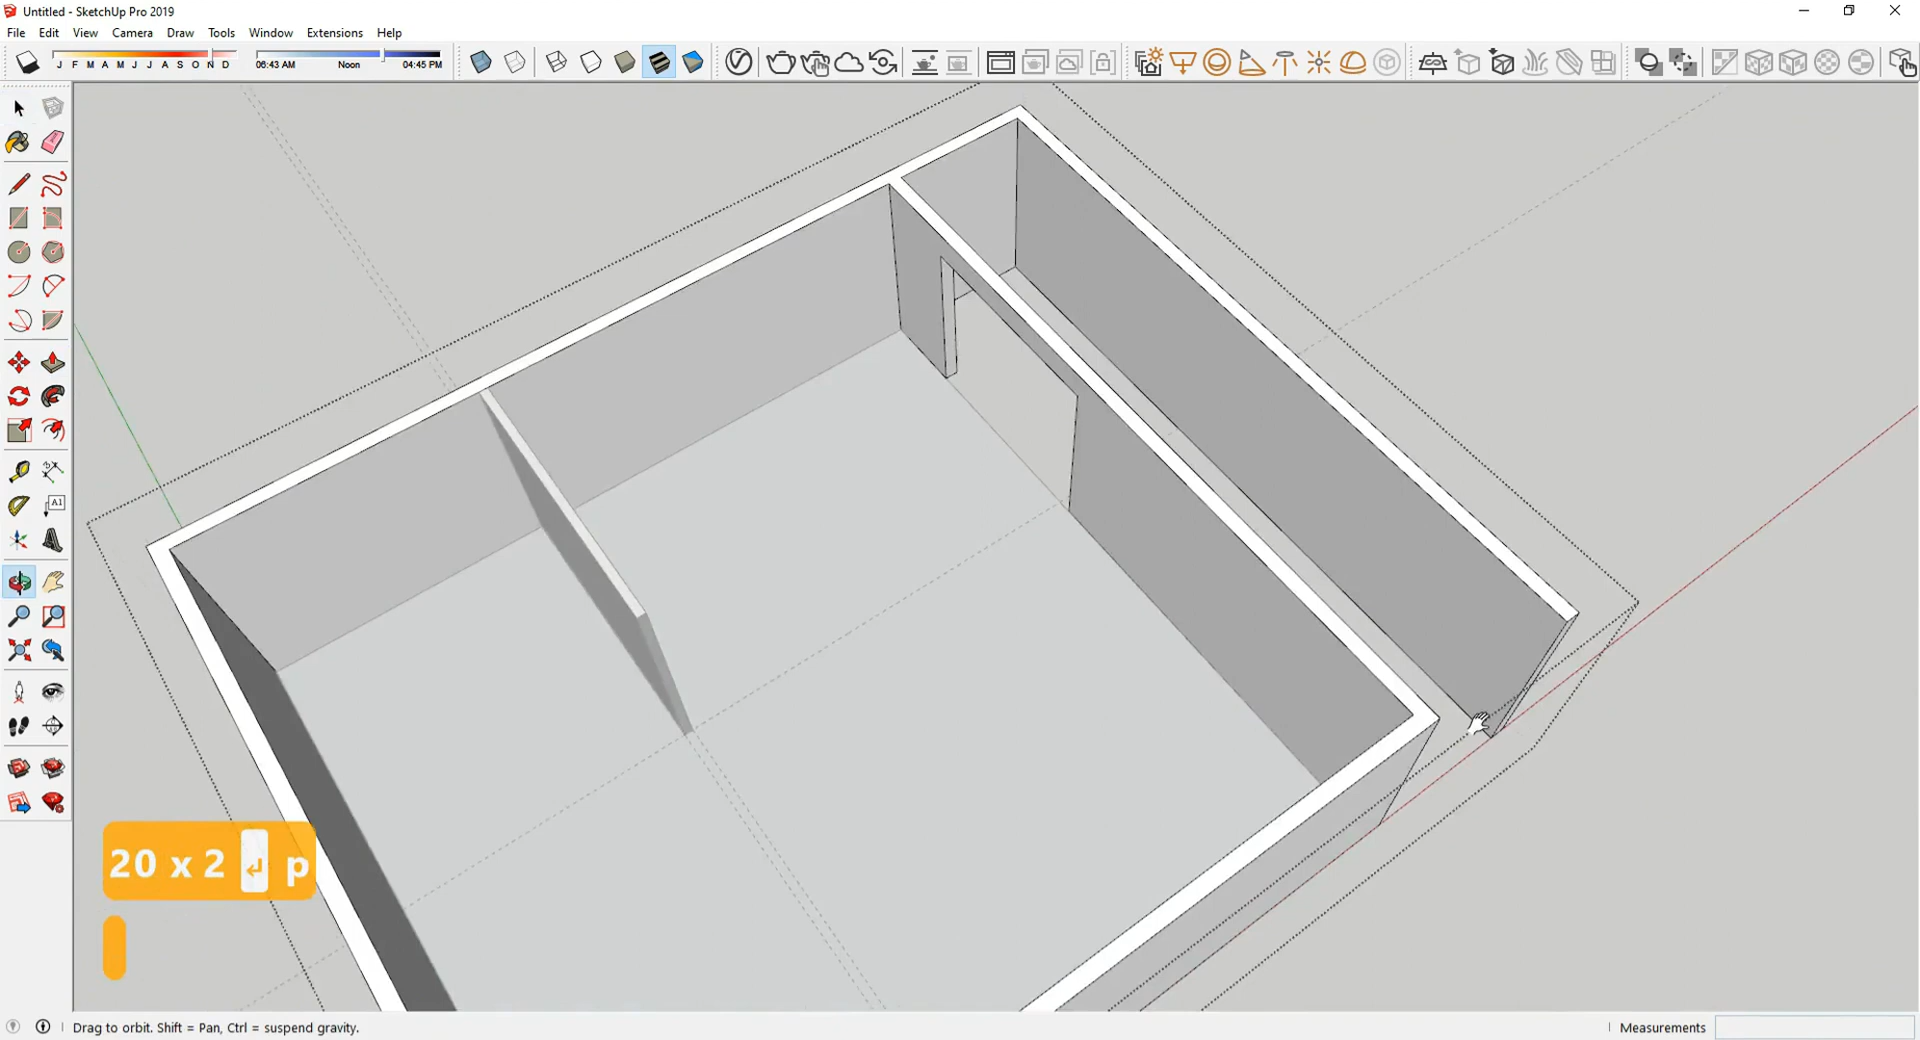 Untitled - SketchUp Pro 2019
File Edit View Camera Draw Tools Window Extensions Help
J F M A M J J A S O N D 06:43 AM Noon 04:45 PM
A1
20 x 2 ↵ p
Drag to orbit. Shift = Pan, Ctrl = suspend gravity. Measurements